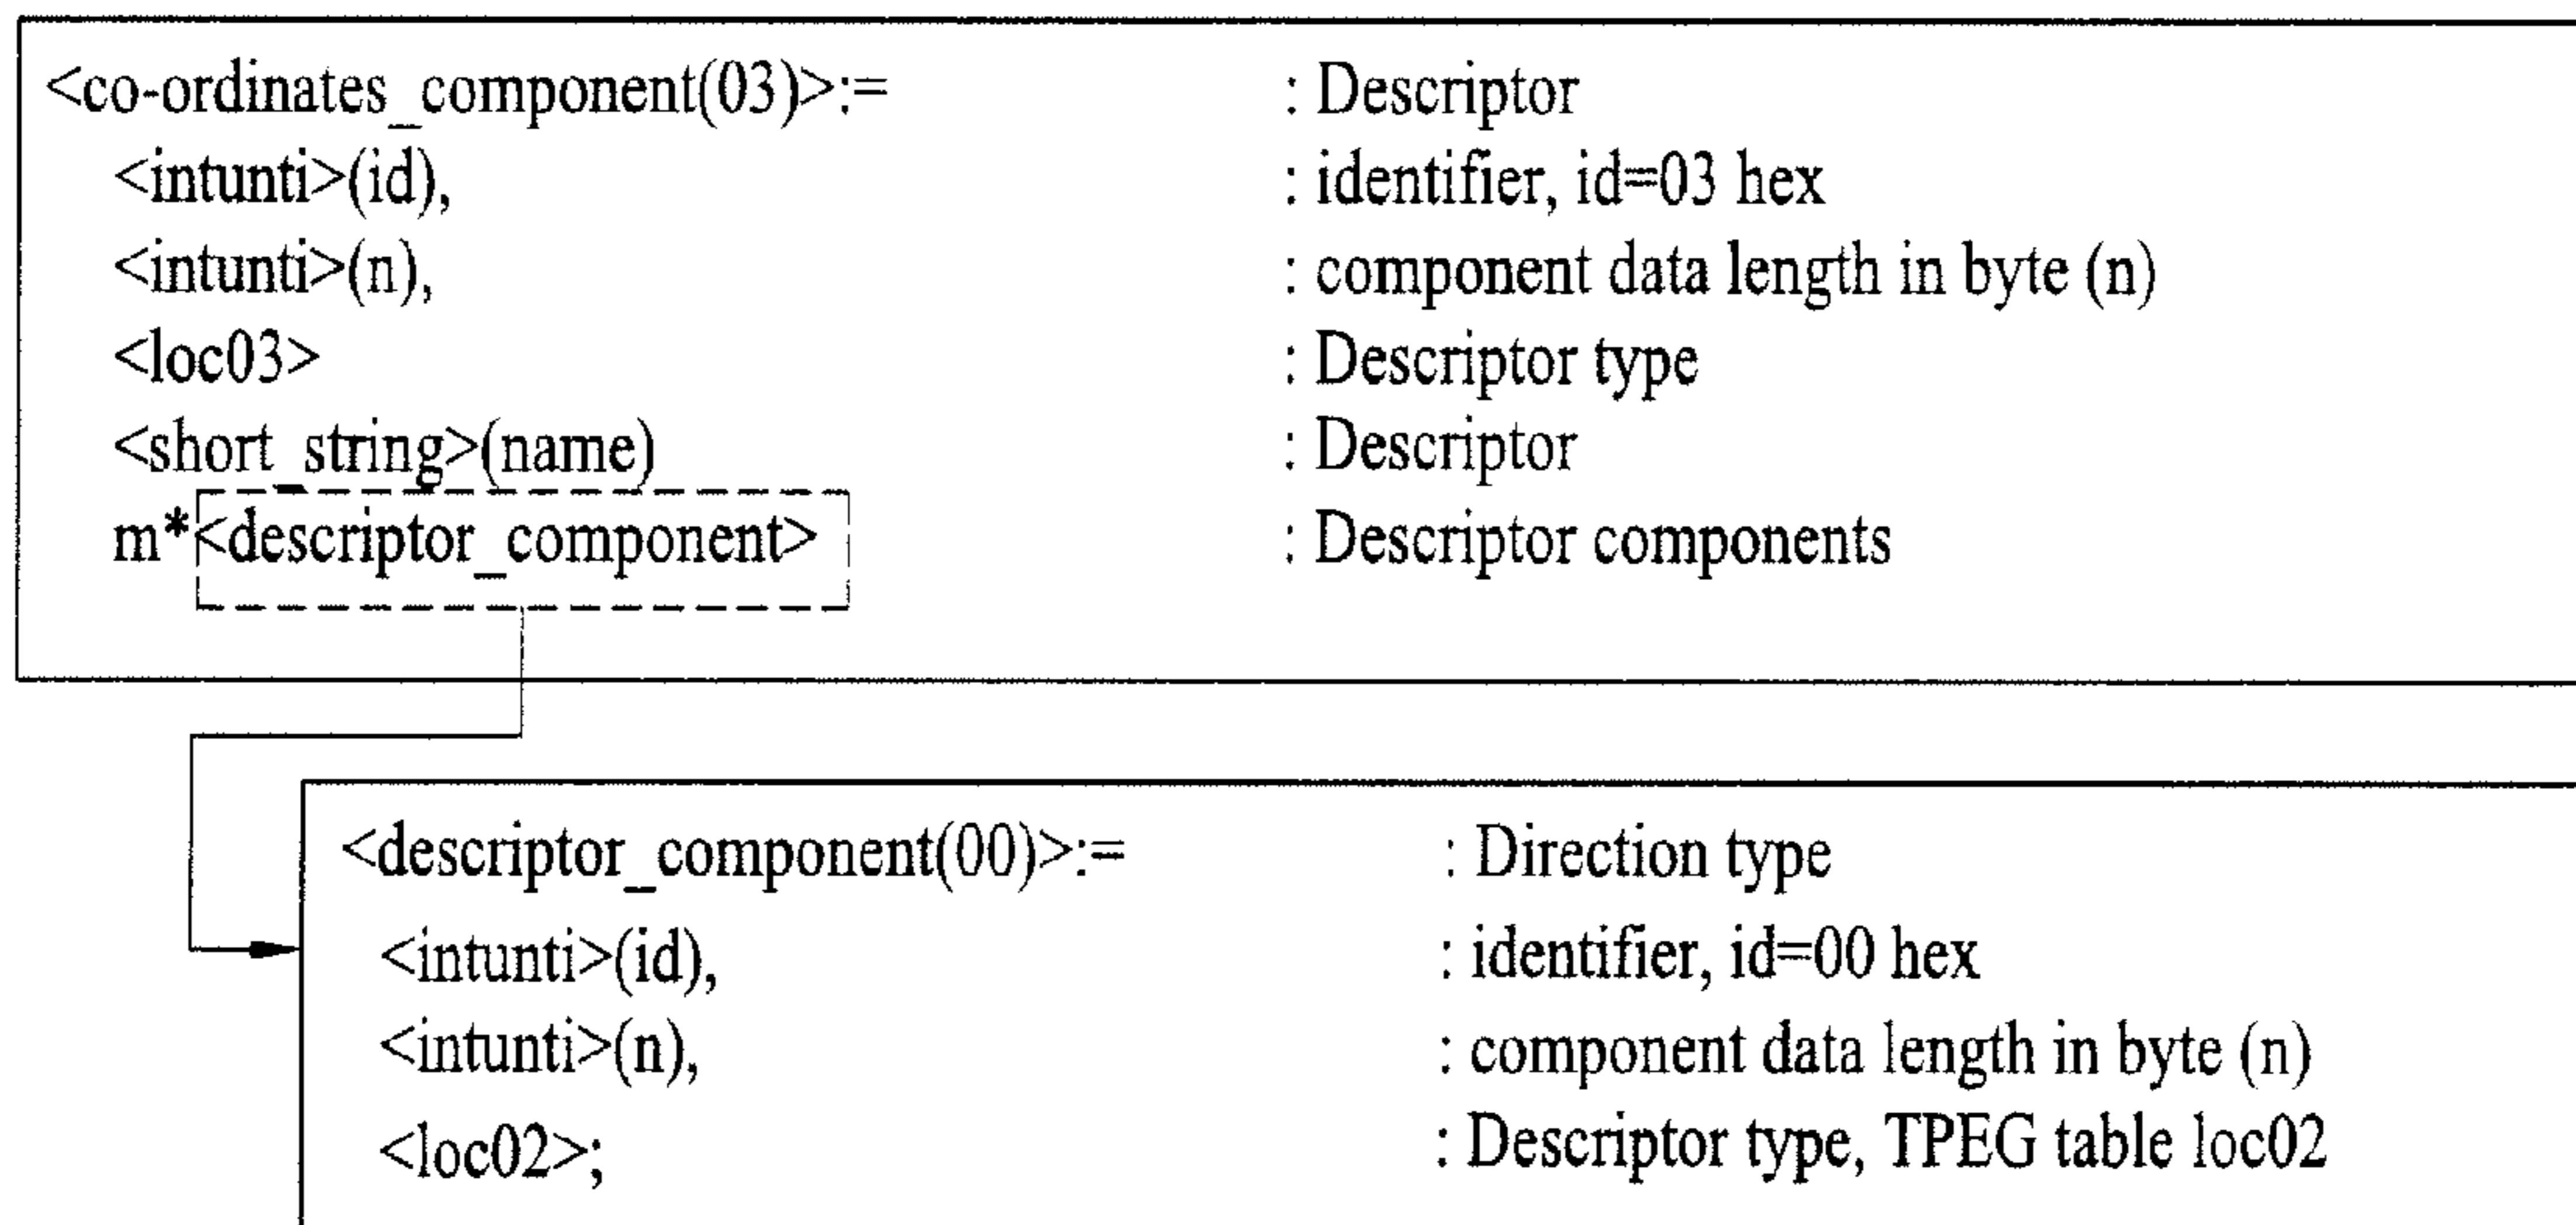 <co-ordinates_component(03)>:= : Descriptor
<intunti>(id), : identifier, id=03 hex
<intunti>(n), : component data length in byte (n)
<loc03> : Descriptor type
<short_string>(name) : Descriptor
m*<descriptor_component> : Descriptor components
<descriptor_component(00)>:= : Direction type
<intunti>(id), : identifier, id=00 hex
<intunti>(n), : component data length in byte (n)
<loc02>; : Descriptor type, TPEG table loc02